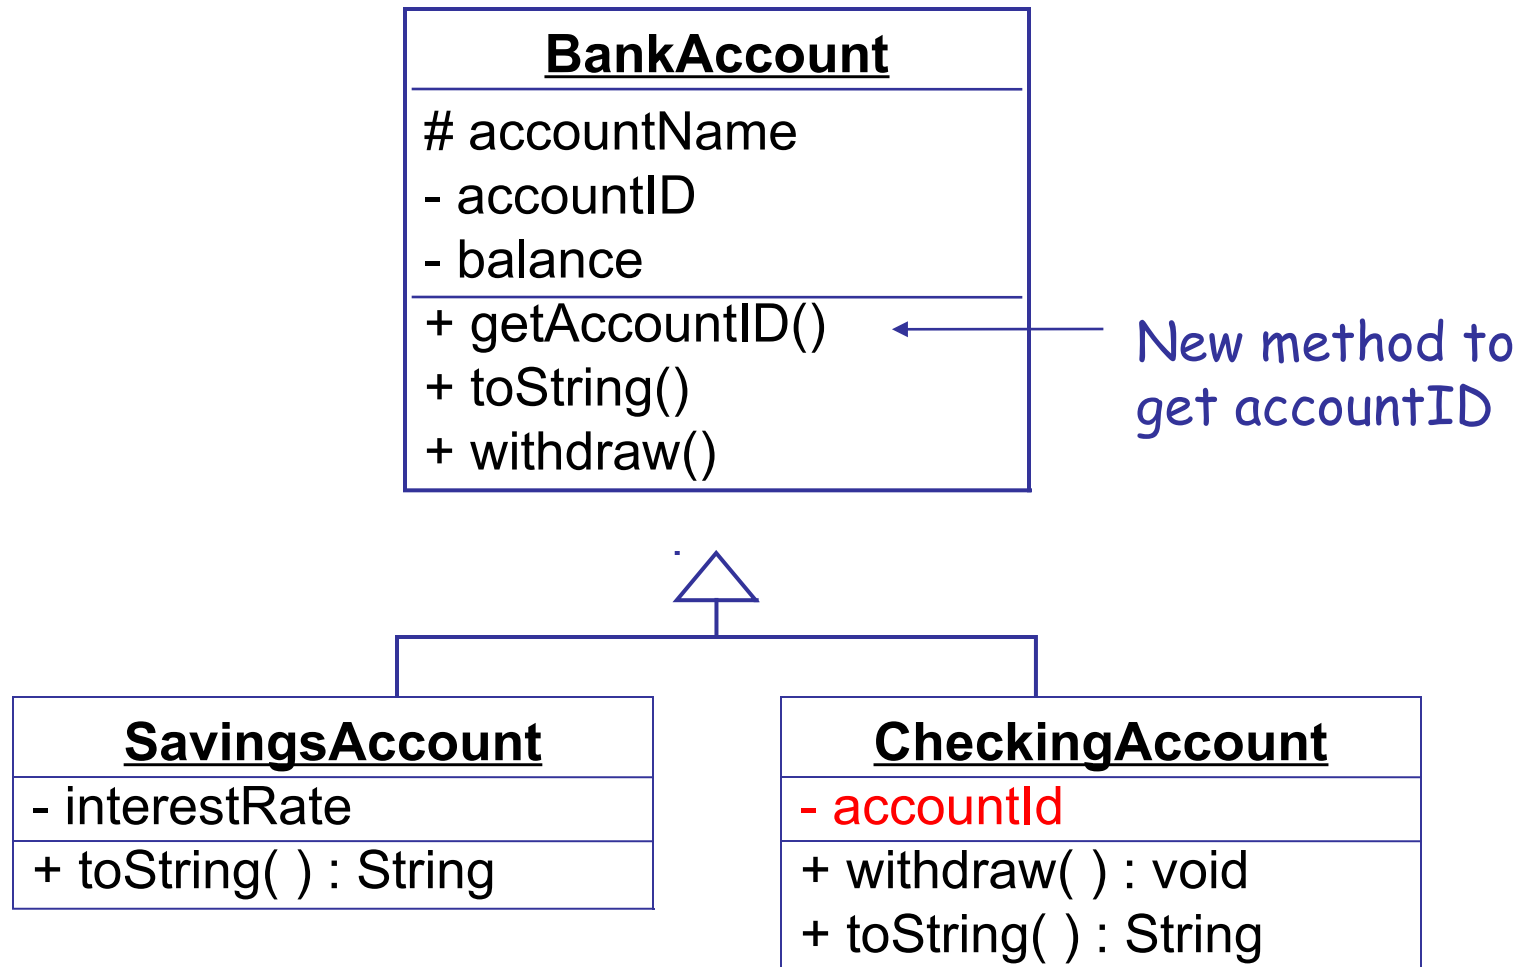 BankAccount
# accountName
- accountID
- balance
+ getAccountID()
+ toString()
+ withdraw()
New method to
get accountID
SavingsAccount
- interestRate
+ toString( ) : String
CheckingAccount
- accountId
+ withdraw( ) : void
+ toString( ) : String